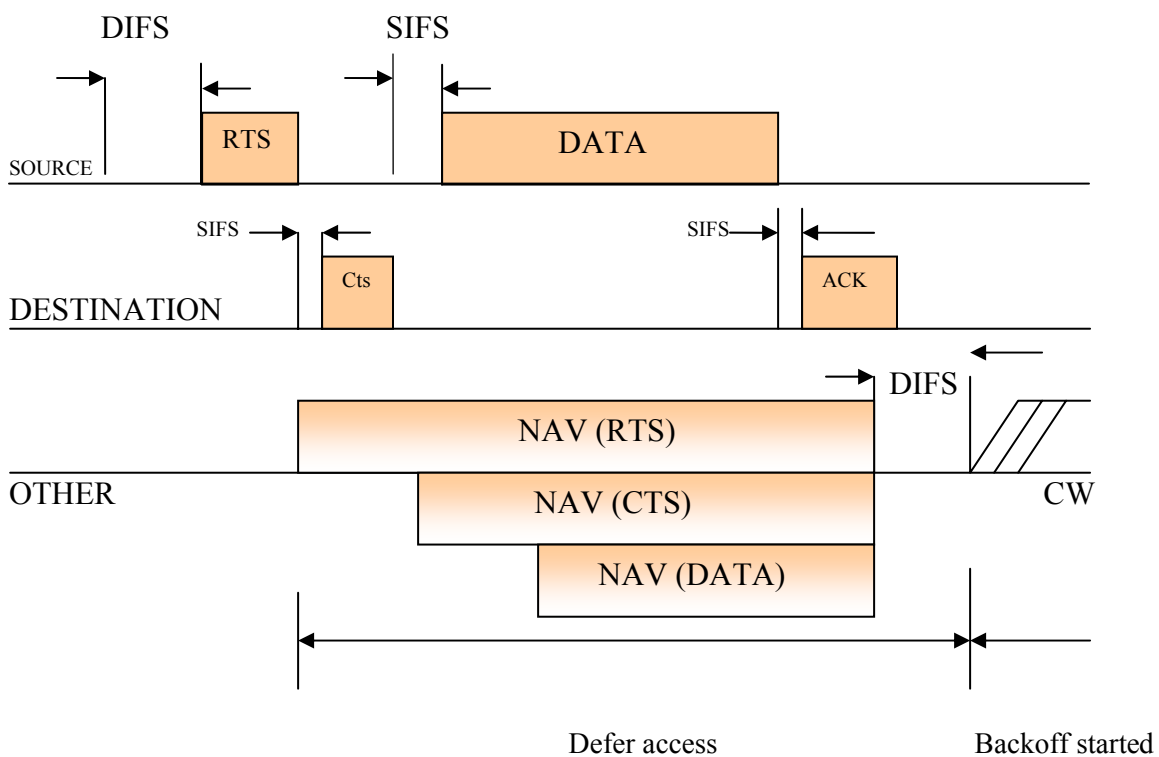 DIFS
SIFS
RTS
DATA
SOURCE
SIFS
SIFS
Cts
ACK
DESTINATION
DIFS
NAV (RTS)
OTHER
NAV (CTS)
CW
NAV (DATA)
Defer access
Backoff started